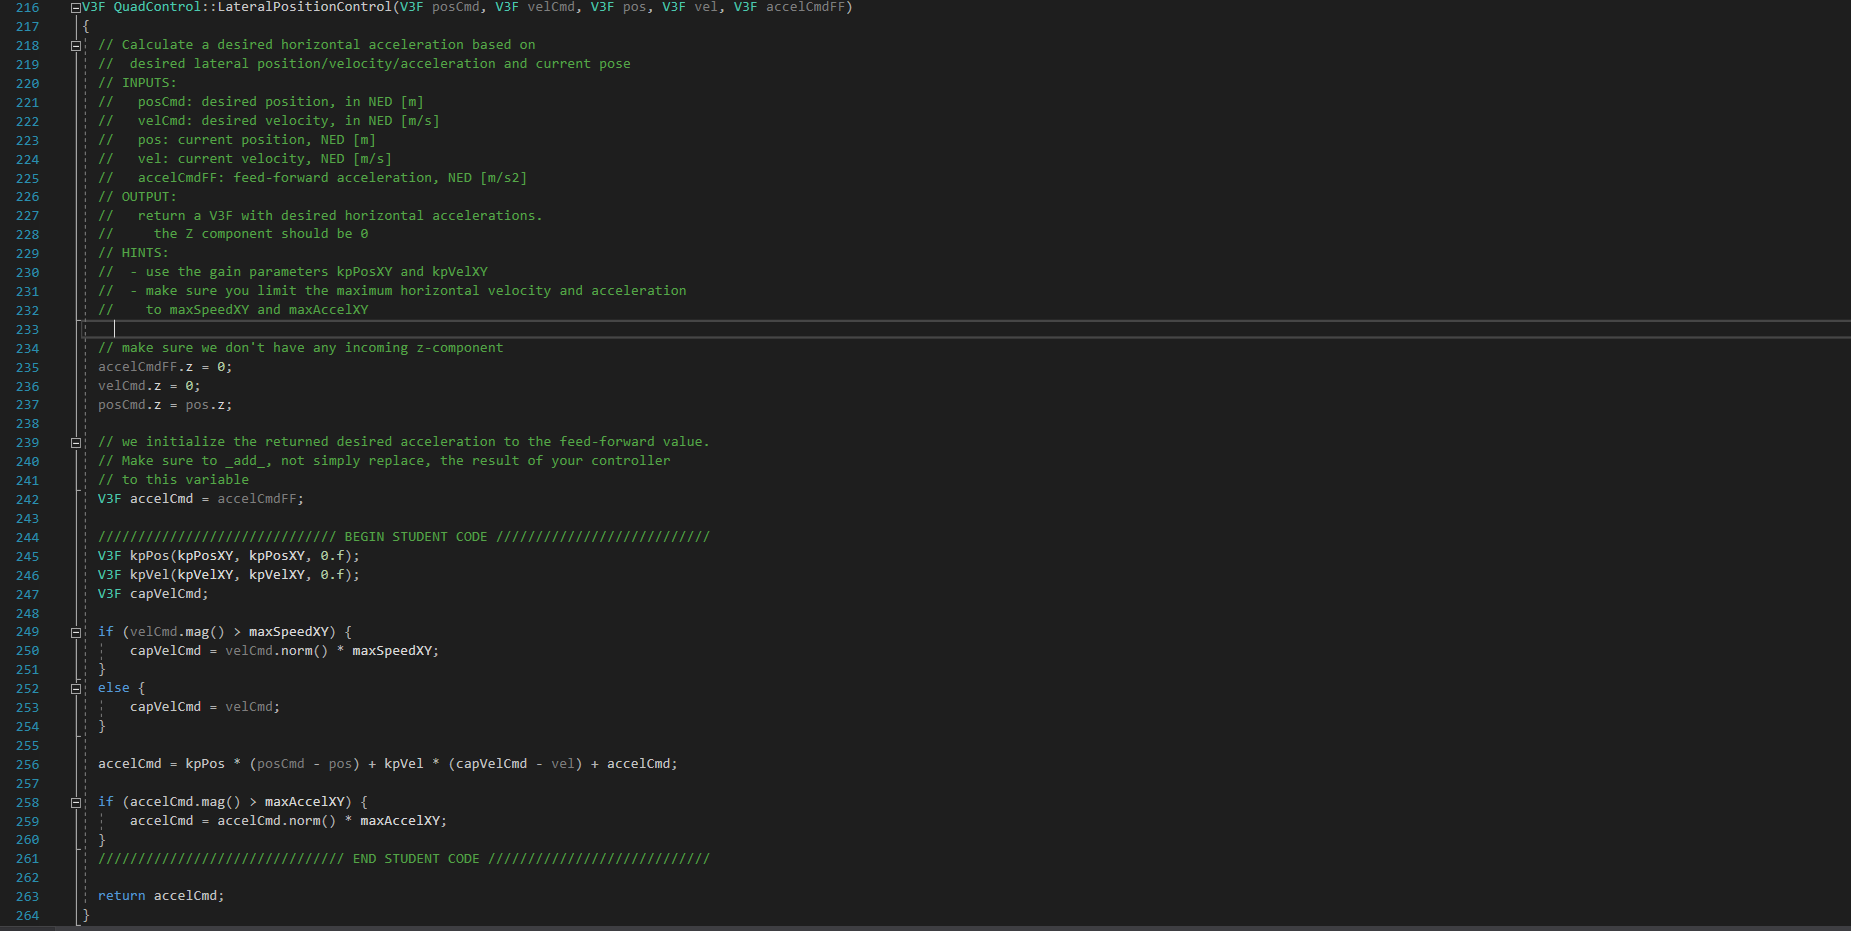 216 V3F QuadControl::LateralPositionControl(V3F posCmd, V3F velCmd, V3F pos, V3F vel, V3F accelCmdFF)
217 {
218 // Calculate a desired horizontal acceleration based on
219 //  desired lateral position/velocity/acceleration and current pose
220 // INPUTS:
221 //   posCmd: desired position, in NED [m]
222 //   velCmd: desired velocity, in NED [m/s]
223 //   pos: current position, NED [m]
224 //   vel: current velocity, NED [m/s]
225 //   accelCmdFF: feed-forward acceleration, NED [m/s2]
226 // OUTPUT:
227 //   return a V3F with desired horizontal accelerations.
228 //     the Z component should be 0
229 // HINTS:
230 //  - use the gain parameters kpPosXY and kpVelXY
231 //  - make sure you limit the maximum horizontal velocity and acceleration
232 //    to maxSpeedXY and maxAccelXY
233
234 // make sure we don't have any incoming z-component
235 accelCmdFF.z = 0;
236 velCmd.z = 0;
237 posCmd.z = pos.z;
238
239 // we initialize the returned desired acceleration to the feed-forward value.
240 // Make sure to _add_, not simply replace, the result of your controller
241 // to this variable
242 V3F accelCmd = accelCmdFF;
243
244 ////////////////////////////// BEGIN STUDENT CODE ///////////////////////////
245 V3F kpPos(kpPosXY, kpPosXY, 0.f);
246 V3F kpVel(kpVelXY, kpVelXY, 0.f);
247 V3F capVelCmd;
248
249 if (velCmd.mag() > maxSpeedXY) {
250     capVelCmd = velCmd.norm() * maxSpeedXY;
251 }
252 else {
253     capVelCmd = velCmd;
254 }
255
256 accelCmd = kpPos * (posCmd - pos) + kpVel * (capVelCmd - vel) + accelCmd;
257
258 if (accelCmd.mag() > maxAccelXY) {
259     accelCmd = accelCmd.norm() * maxAccelXY;
260 }
261 /////////////////////////////// END STUDENT CODE ////////////////////////////
262
263 return accelCmd;
264 }